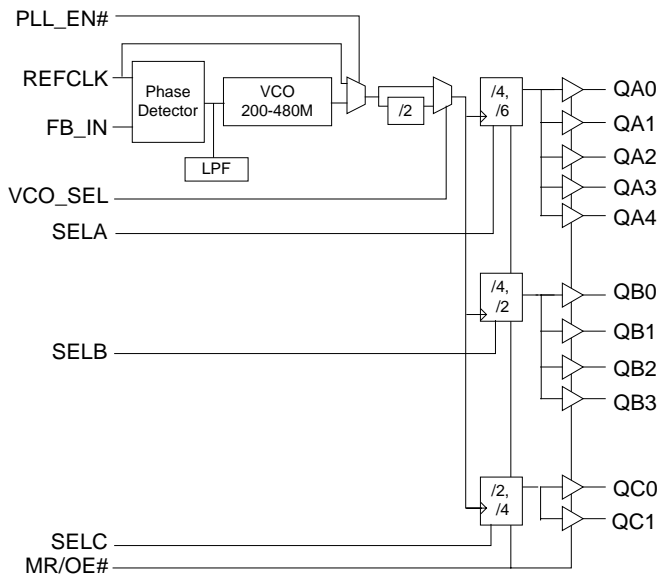 PLL_EN#
REFCLK
Phase
Detector
VCO
200-480M
/2
/4,
/6
FB_IN
LPF
VCO_SEL
SELA
QA0
QA1
QA2
QA3
QA4
/4,
/2
SELB
QB0
QB1
QB2
QB3
/2,
/4
SELC
MR/OE#
QC0
QC1